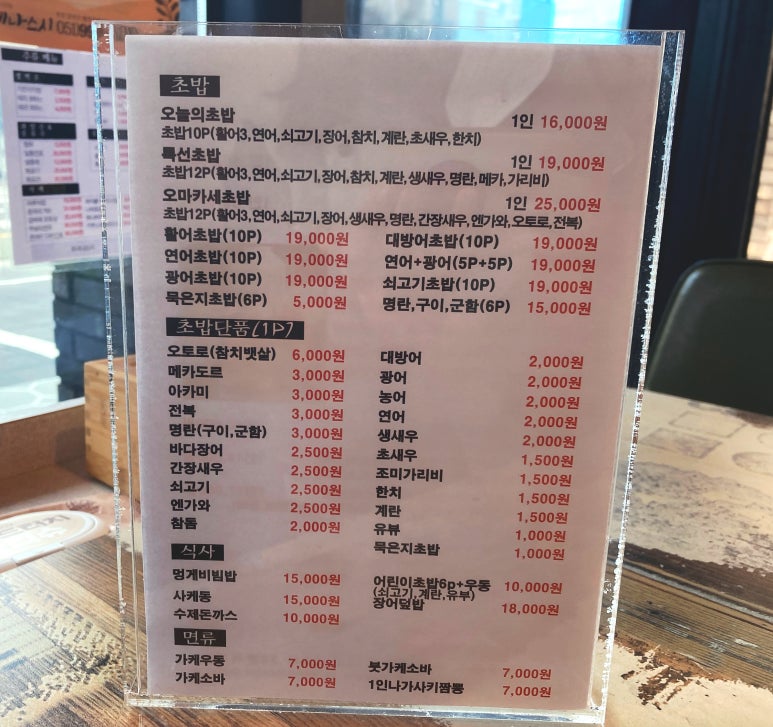 초밥
오늘의초밥 1인 16,000원
초밥10P(활어3,연어,쇠고기,장어,참치,계란,초새우,한치)
특선초밥 1인 19,000원
초밥12P(활어3,연어,쇠고기,장어,참치,계란,생새우,명란,메카,가리비)
오마카세초밥 1인 25,000원
초밥12P(활어3,연어,쇠고기,장어,생새우,명란,간장새우,엔가와,오토로,전복)
활어초밥(10P) 19,000원 대방어초밥(10P) 19,000원
연어초밥(10P) 19,000원 연어+광어(5P+5P) 19,000원
광어초밥(10P) 19,000원 쇠고기초밥(10P) 19,000원
묵은지초밥(6P) 5,000원 명란,구이,군함(6P) 15,000원
초밥단품(1P)
오토로(참치뱃살) 6,000원 대방어 2,000원
메카도르 3,000원 광어 2,000원
아카미 3,000원 농어 2,000원
전복 3,000원 연어 2,000원
명란(구이,군함) 3,000원 생새우 2,000원
바다장어 2,500원 초새우 1,500원
간장새우 2,500원 조미가리비 1,500원
쇠고기 2,500원 한치 1,500원
엔가와 2,500원 계란 1,500원
참돔 2,000원 유뷰 1,000원
묵은지초밥 1,000원
식사
멍게비빔밥 15,000원 어린이초밥6p+우동 10,000원
(쇠고기,계란,유부)
사케동 15,000원 장어덮밥 18,000원
수제돈까스 10,000원
면류
가케우동 7,000원 붓가케소바 7,000원
가케소바 7,000원 1인나가사키짬뽕 7,000원